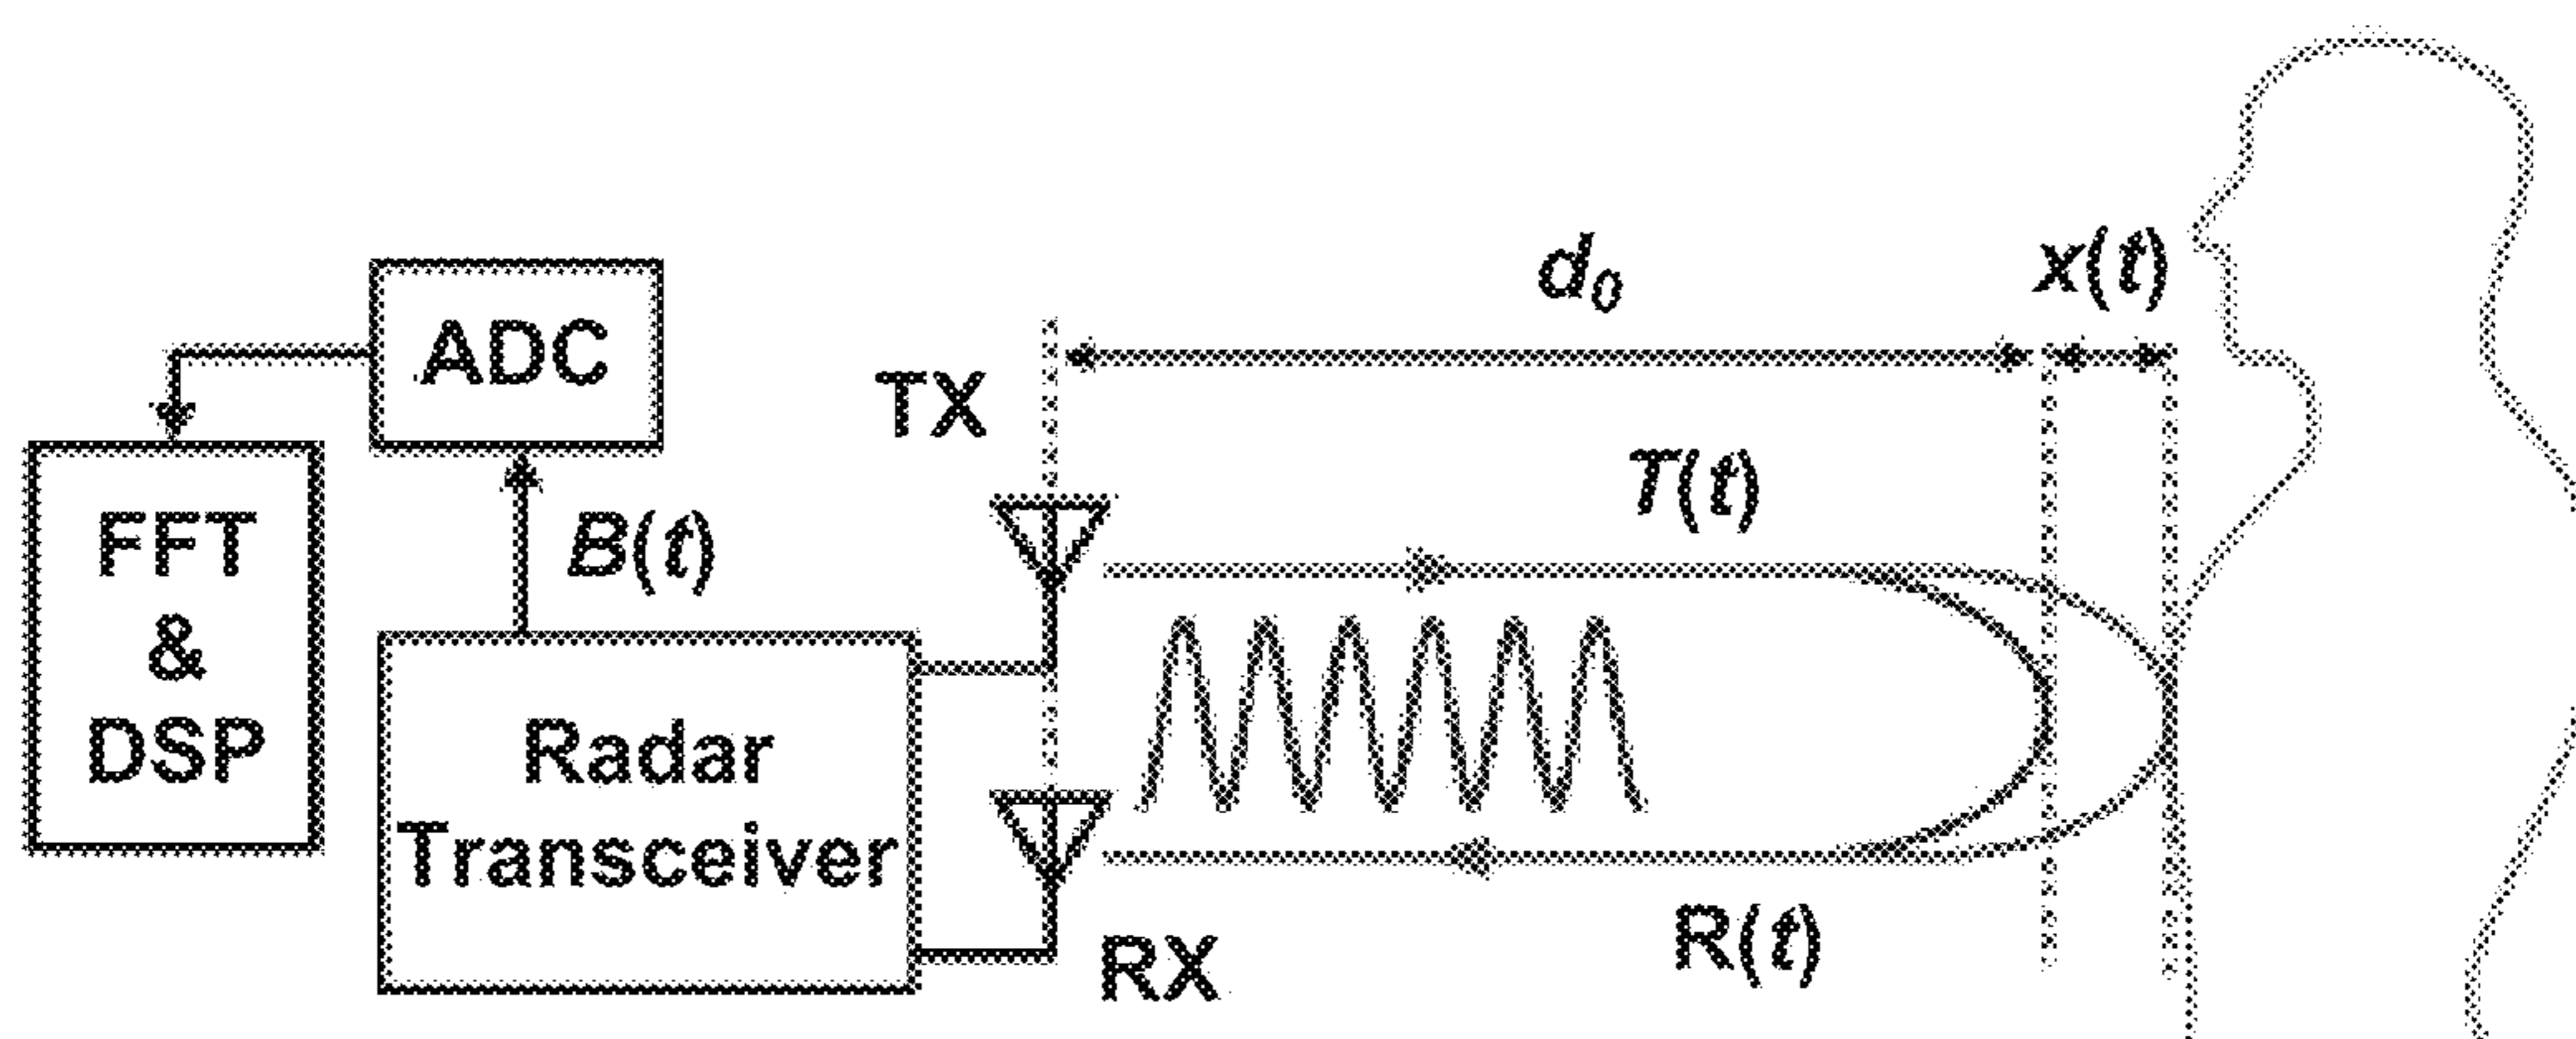 ADC
FFT
&
DSP
B(t)
Radar
Transceiver
TX
RX
d0
x(t)
T(t)
R(t)